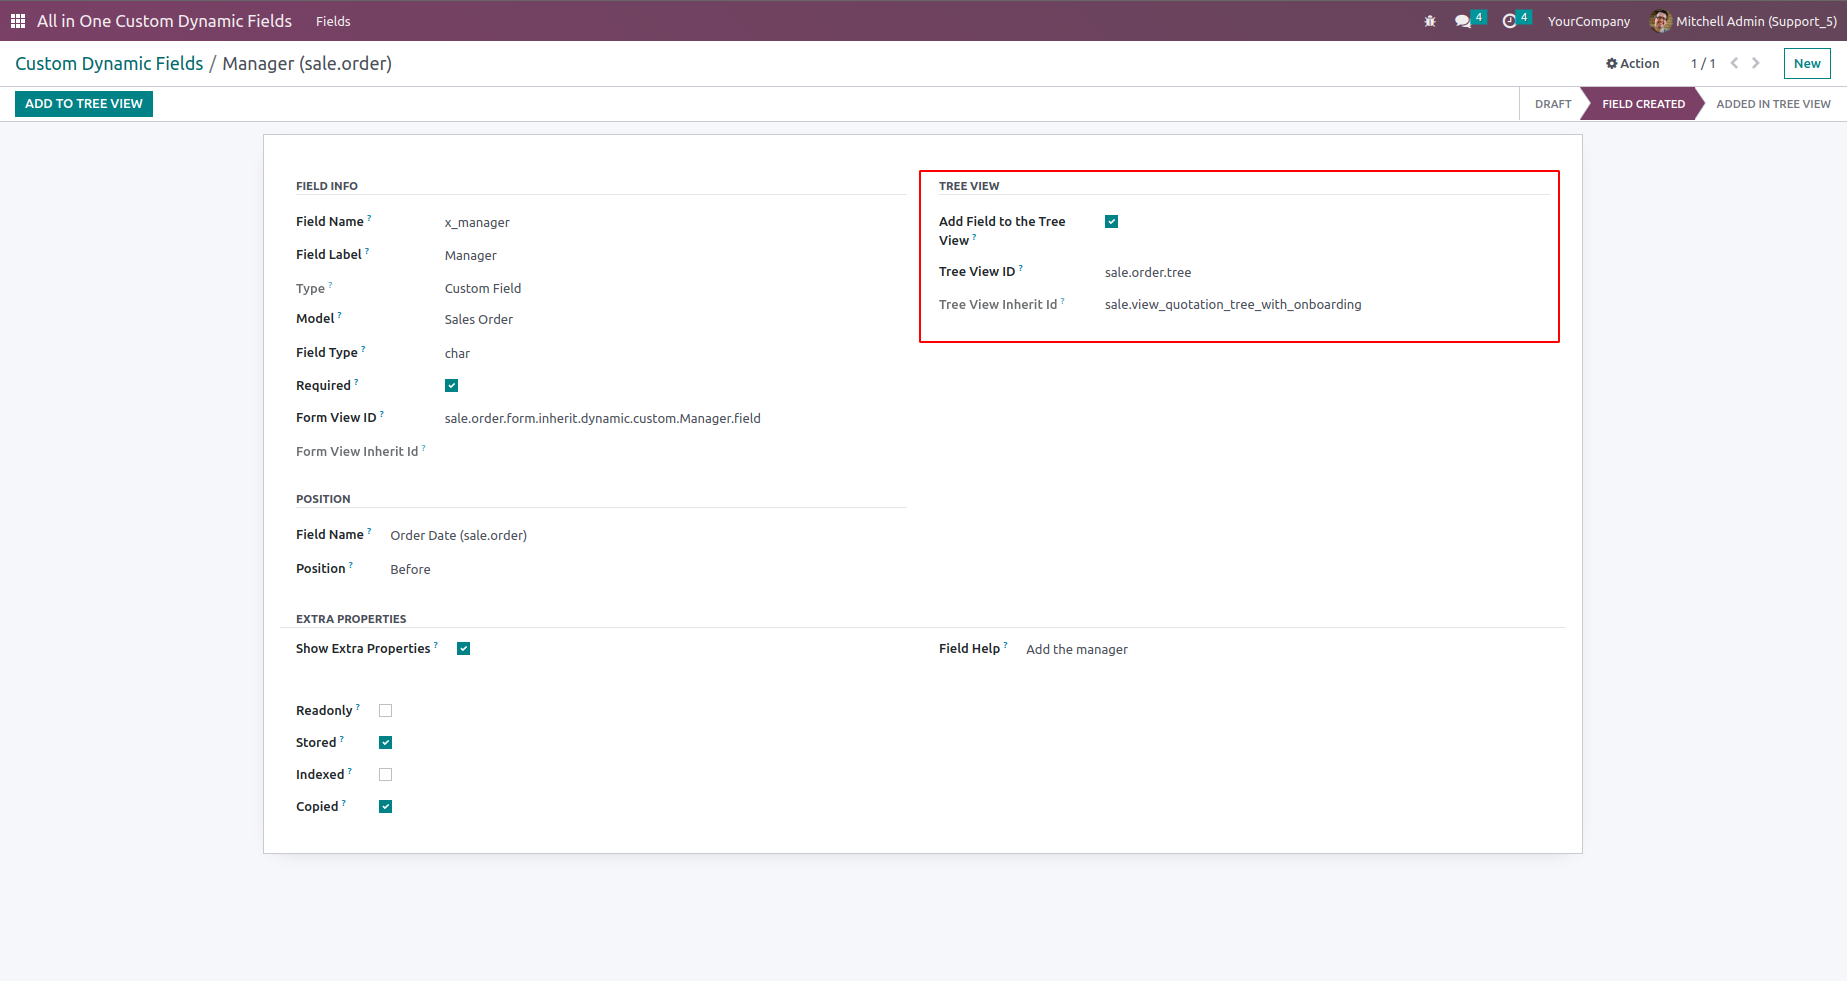 All in One Custom Dynamic Fields Fields 4 4 YourCompany Mitchell Admin (Support_5)
Custom Dynamic Fields / Manager (sale.order) Action 1 / 1 New
ADD TO TREE VIEW DRAFT FIELD CREATED ADDED IN TREE VIEW
FIELD INFO
Field Name ? x_manager
Field Label ? Manager
Type ? Custom Field
Model ? Sales Order
Field Type ? char
Required ?
Form View ID ? sale.order.form.inherit.dynamic.custom.Manager.field
Form View Inherit Id ?
TREE VIEW
Add Field to the Tree
View ?
Tree View ID ? sale.order.tree
Tree View Inherit Id ? sale.view_quotation_tree_with_onboarding
POSITION
Field Name ? Order Date (sale.order)
Position ? Before
EXTRA PROPERTIES
Show Extra Properties ?
Field Help ? Add the manager
Readonly ?
Stored ?
Indexed ?
Copied ?